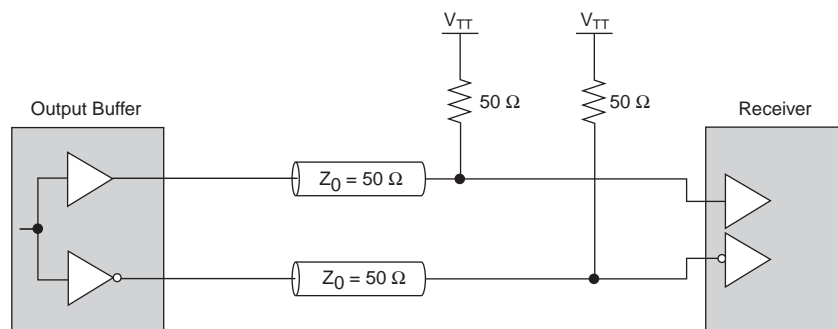 V_TT
V_TT
50 Ω
50 Ω
Output Buffer
Receiver
Z_0 = 50 Ω
Z_0 = 50 Ω